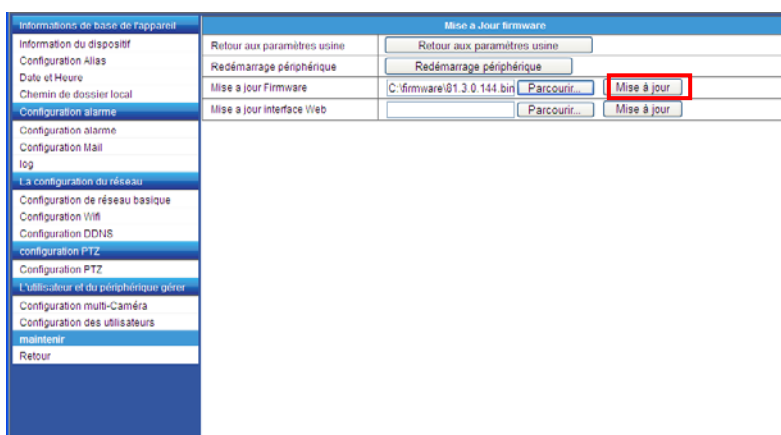 Informations de base de l'appareil
Information du dispositif
Configuration Alias
Date et Heure
Chemin de dossier local
Configuration alarme
Configuration alarme
Configuration Mail
log
La configuration du réseau
Configuration de réseau basique
Configuration Wifi
Configuration DDNS
configuration PTZ
Configuration PTZ
L'utilisateur et du périphérique gérer
Configuration multi-Caméra
Configuration des utilisateurs
maintenir
Retour
Mise a Jour firmware
Retour aux paramètres usine Retour aux paramètres usine
Redémarrage périphérique Redémarrage périphérique
Mise a jour Firmware C:\firmware\81.3.0.144.bin Parcourir... Mise à jour
Mise a jour interface Web Parcourir... Mise à jour